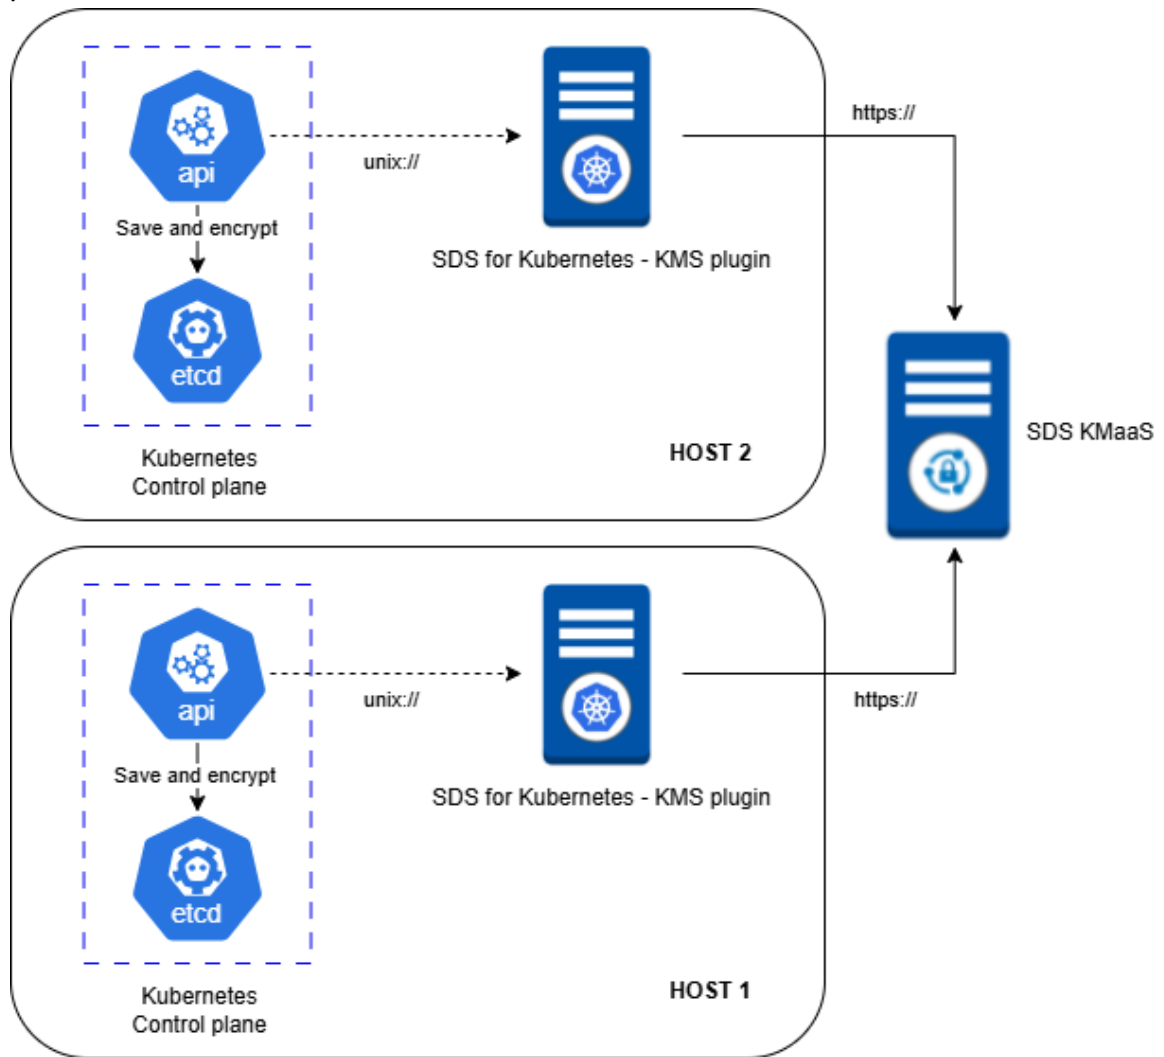 api
https://
unix://
Save and encrypt
SDS for Kubernetes - KMS plugin
etcd
SDS KMaaS
HOST 2
Kubernetes
Control plane
api
unix://
https://
Save and encrypt
SDS for Kubernetes - KMS plugin
etcd
HOST 1
Kubernetes
Control plane